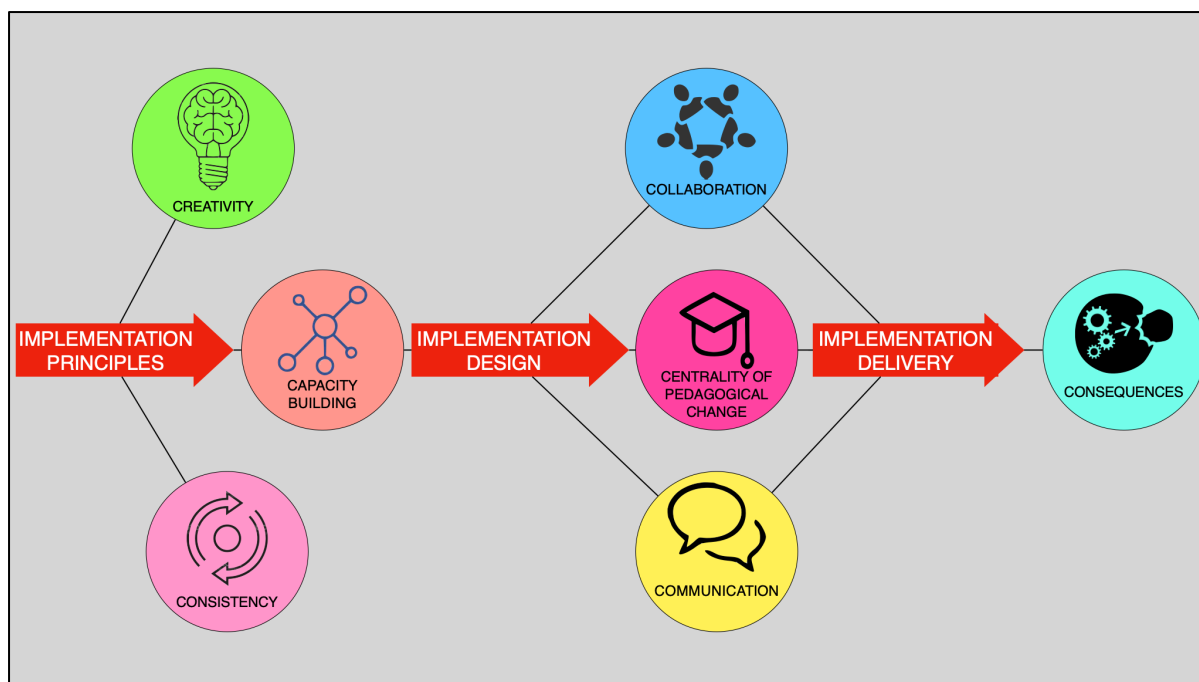 CREATIVITY
IMPLEMENTATION
PRINCIPLES
CAPACITY
BUILDING
CONSISTENCY
IMPLEMENTATION
DESIGN
COLLABORATION
CENTRALITY OF
PEDAGOGICAL
CHANGE
COMMUNICATION
IMPLEMENTATION
DELIVERY
CONSEQUENCES